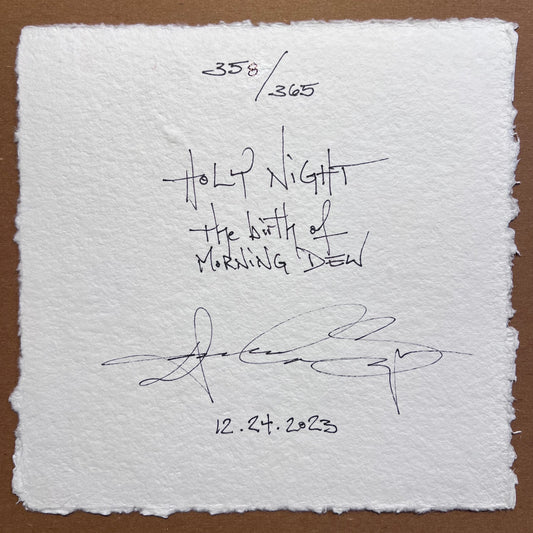 358/365
HOLY NIGHT
the birth of
MORNING DEW
12.24.2023